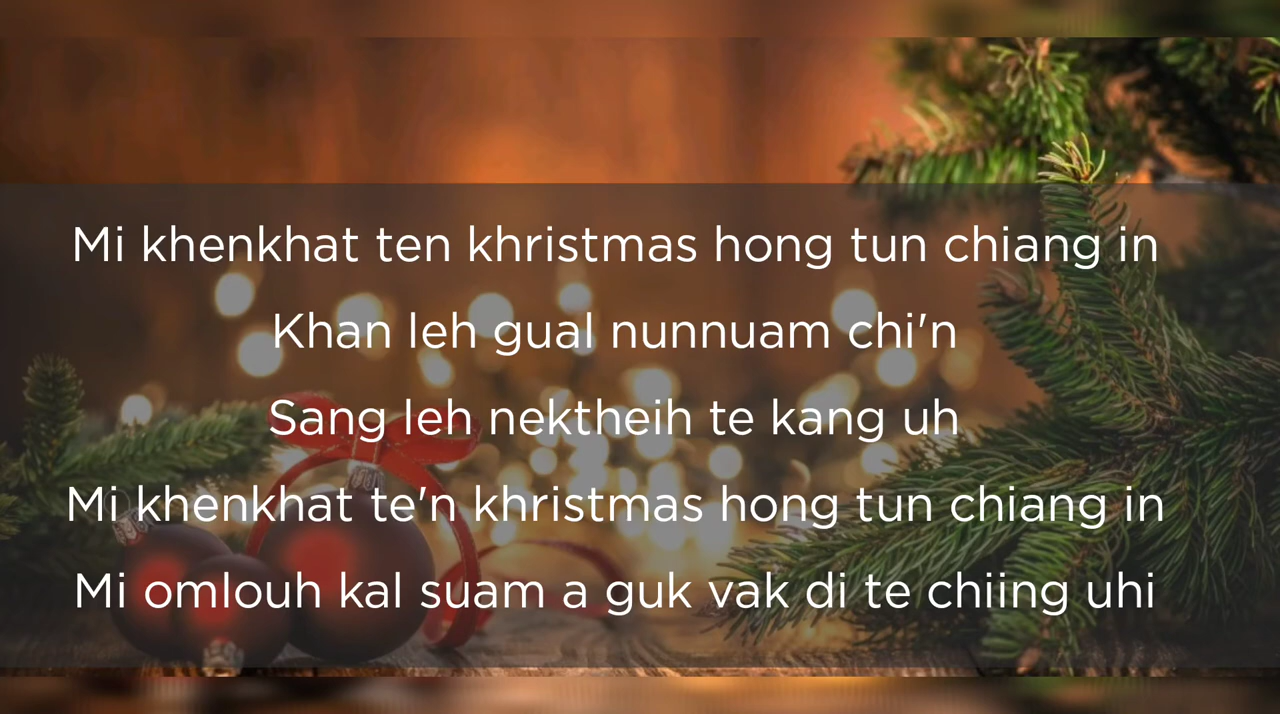 Mi khenkhat ten khristmas hong tun chiang in
Khan leh gual nunnuam chi'n
Sang leh nektheih te kang uh
Mi khenkhat te'n khristmas hong tun chiang in
Mi omlouh kal suam a guk vak di te chiing uhi